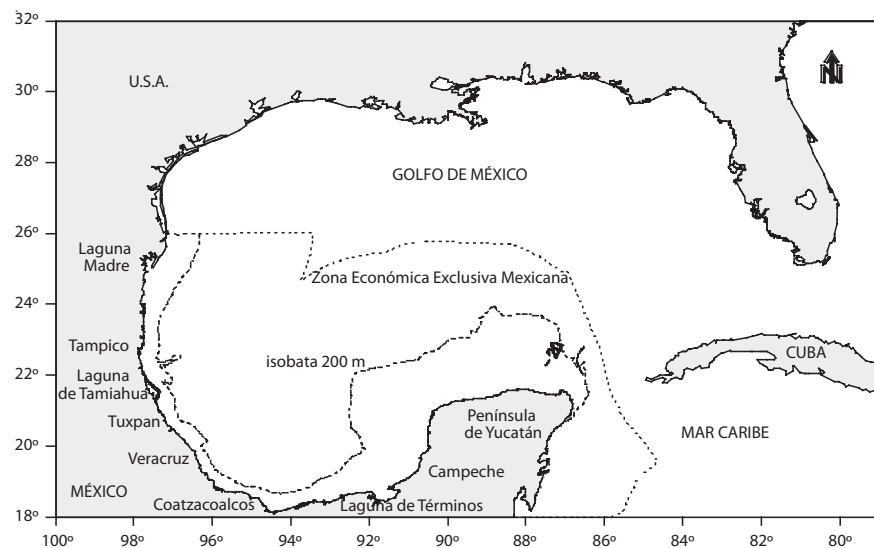 32º
30º
28º
26º
24º
22º
20º
18º
U.S.A.
N
GOLFO DE MÉXICO
Laguna
Madre
Zona Económica Exclusiva Mexicana
Tampico
isobata 200 m
CUBA
Laguna
de Tamiahua
Tuxpan
Península
de Yucatán
MAR CARIBE
Veracruz
Campeche
MÉXICO
Coatzacoalcos
Laguna de Términos
100º 98º 96º 94º 92º 90º 88º 86º 84º 82º 80º